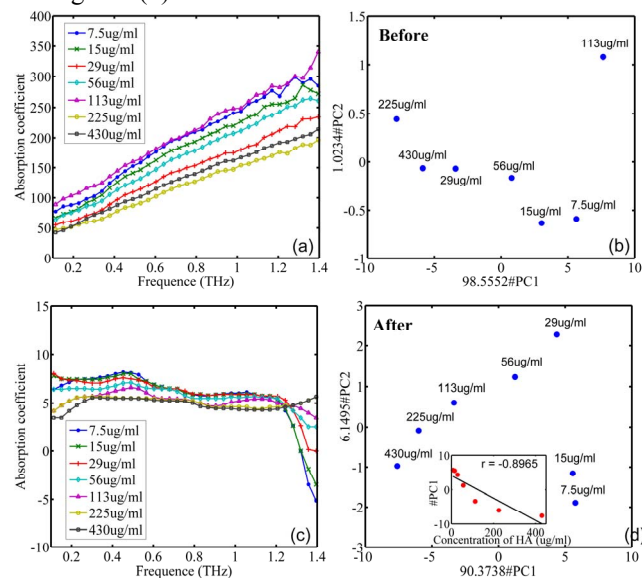 400
350
300
250
200
150
100
50
0
Absorption coefficient
7.5ug/ml
15ug/ml
29ug/ml
56ug/ml
113ug/ml
225ug/ml
430ug/ml
(a)
0.2 0.4 0.6 0.8 1 1.2 1.4
Frequence (THz)
1.5
1
0.5
0
-0.5
-1
1.0234#PC2
Before
113ug/ml
225ug/ml
430ug/ml
29ug/ml
56ug/ml
15ug/ml
7.5ug/ml
(b)
-10 -5 0 5 10
98.5552#PC1
15
10
5
0
5
-10
Absorption coefficient
7.5ug/ml
15ug/ml
29ug/ml
56ug/ml
113ug/ml
225ug/ml
430ug/ml
(c)
0.2 0.4 0.6 0.8 1 1.2 1.4
Frequence (THz)
3
2
1
0
-1
-2
-3
6.1495#PC2
After
29ug/ml
56ug/ml
113ug/ml
225ug/ml
430ug/ml
15ug/ml
7.5ug/ml
r = -0.8965
10
0
-10
#PC1
0 200 400
Concentration of HA (ug/ml)
(d)
-10 -5 0 5 10
90.3738#PC1